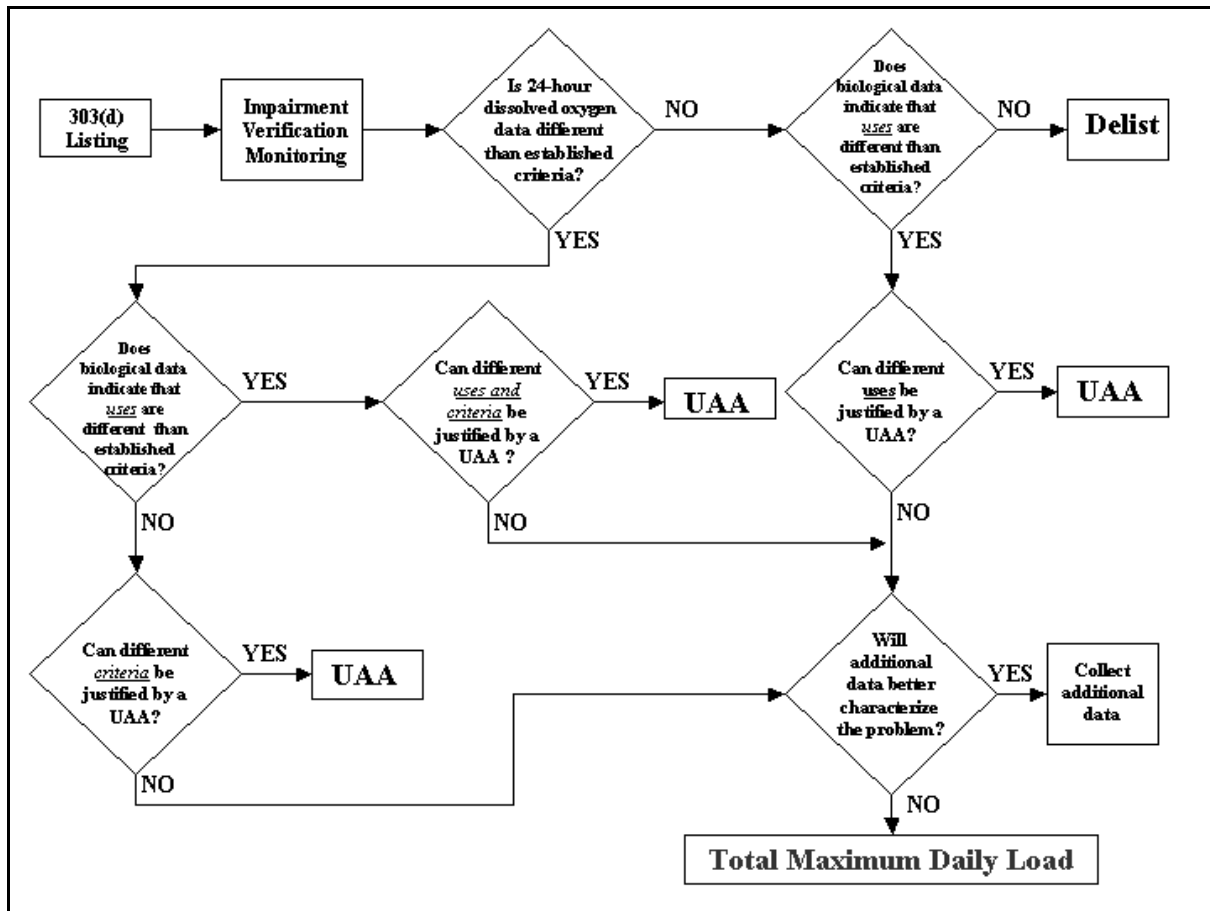 303(d)
Listing
Impairment
Verification
Monitoring
Is 24-hour
dissolved oxygen
data different
than established
criteria?
NO
YES
Does
biological data
indicate that
uses are
different than
established
criteria?
NO
Delist
YES
Does
biological data
indicate that
uses are
different than
established
criteria?
YES
NO
Can different
uses and
criteria be
justified by a
UAA ?
YES
UAA
NO
Can different
uses be
justified by a
UAA?
YES
UAA
NO
Can different
criteria be
justified by a
UAA?
YES
UAA
NO
Will
additional
data better
characterize
the problem?
YES
Collect
additional
data
NO
Total Maximum Daily Load